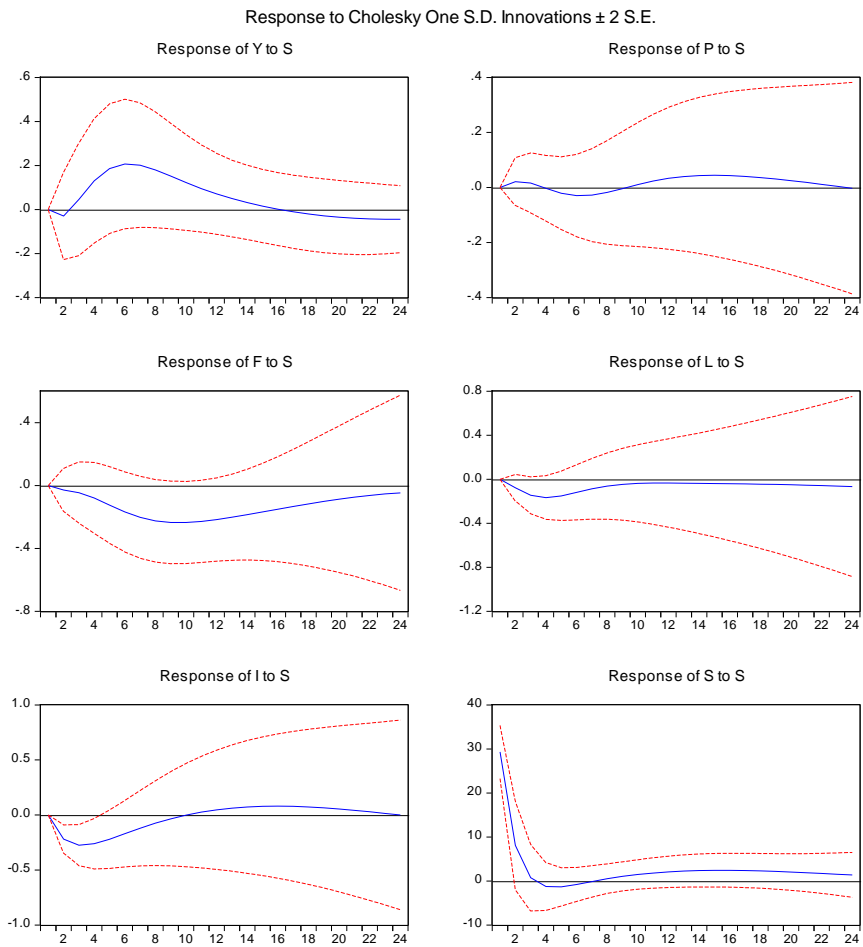 Response to Cholesky One S.D. Innovations ± 2 S.E.
Response of Y to S
.6
.4
.2
.0
-.2
-.4
2 4 6 8 10 12 14 16 18 20 22 24
Response of P to S
.4
.2
.0
-.2
-.4
2 4 6 8 10 12 14 16 18 20 22 24
Response of F to S
.4
.0
-.4
-.8
2 4 6 8 10 12 14 16 18 20 22 24
Response of L to S
0.8
0.4
0.0
-0.4
-0.8
-1.2
2 4 6 8 10 12 14 16 18 20 22 24
Response of I to S
1.0
0.5
0.0
-0.5
-1.0
2 4 6 8 10 12 14 16 18 20 22 24
Response of S to S
40
30
20
10
0
-10
2 4 6 8 10 12 14 16 18 20 22 24